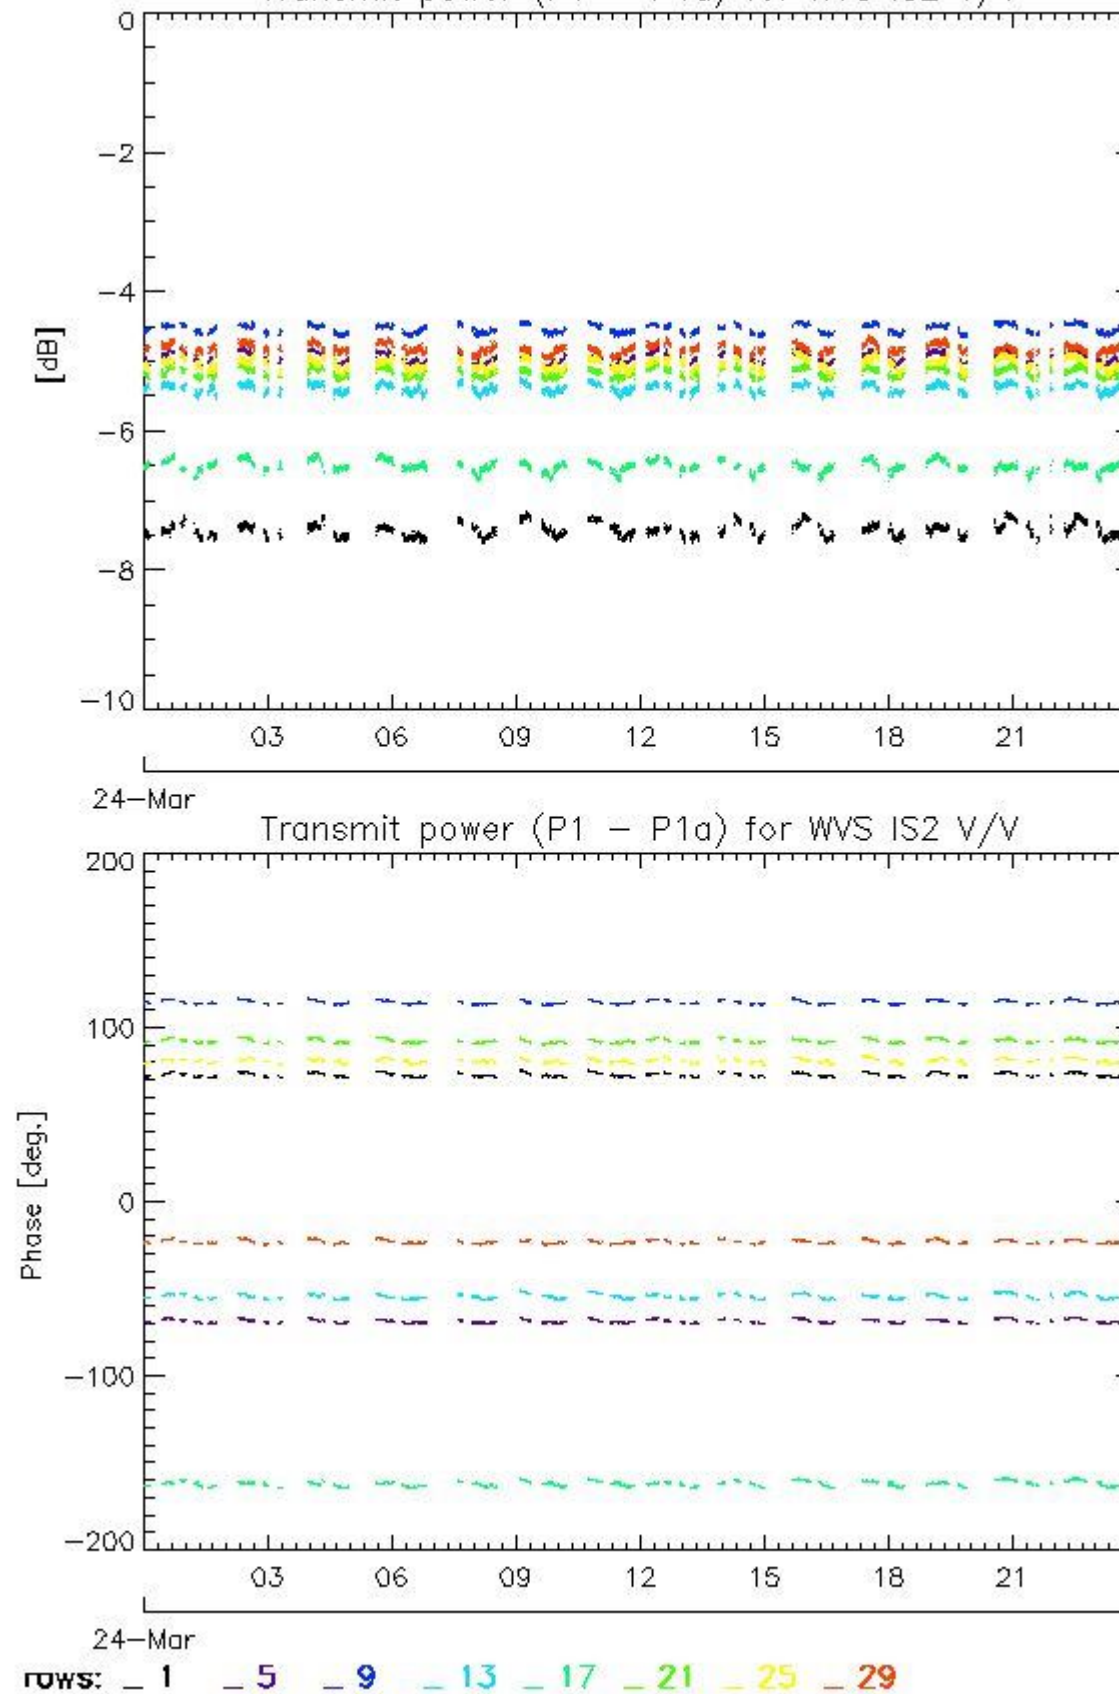 0
-2
-4
[dB]
-6
-8
-10
03 06 09 12 15 18 21
24-Mar
Transmit power (P1 - P1a) for WVS IS2 V/V
200
100
0
Phase [deg.]
-100
-200
03 06 09 12 15 18 21
24-Mar
rows: _ 1 _ 5 _ 9 _ 13 _ 17 _ 21 _ 25 _ 29